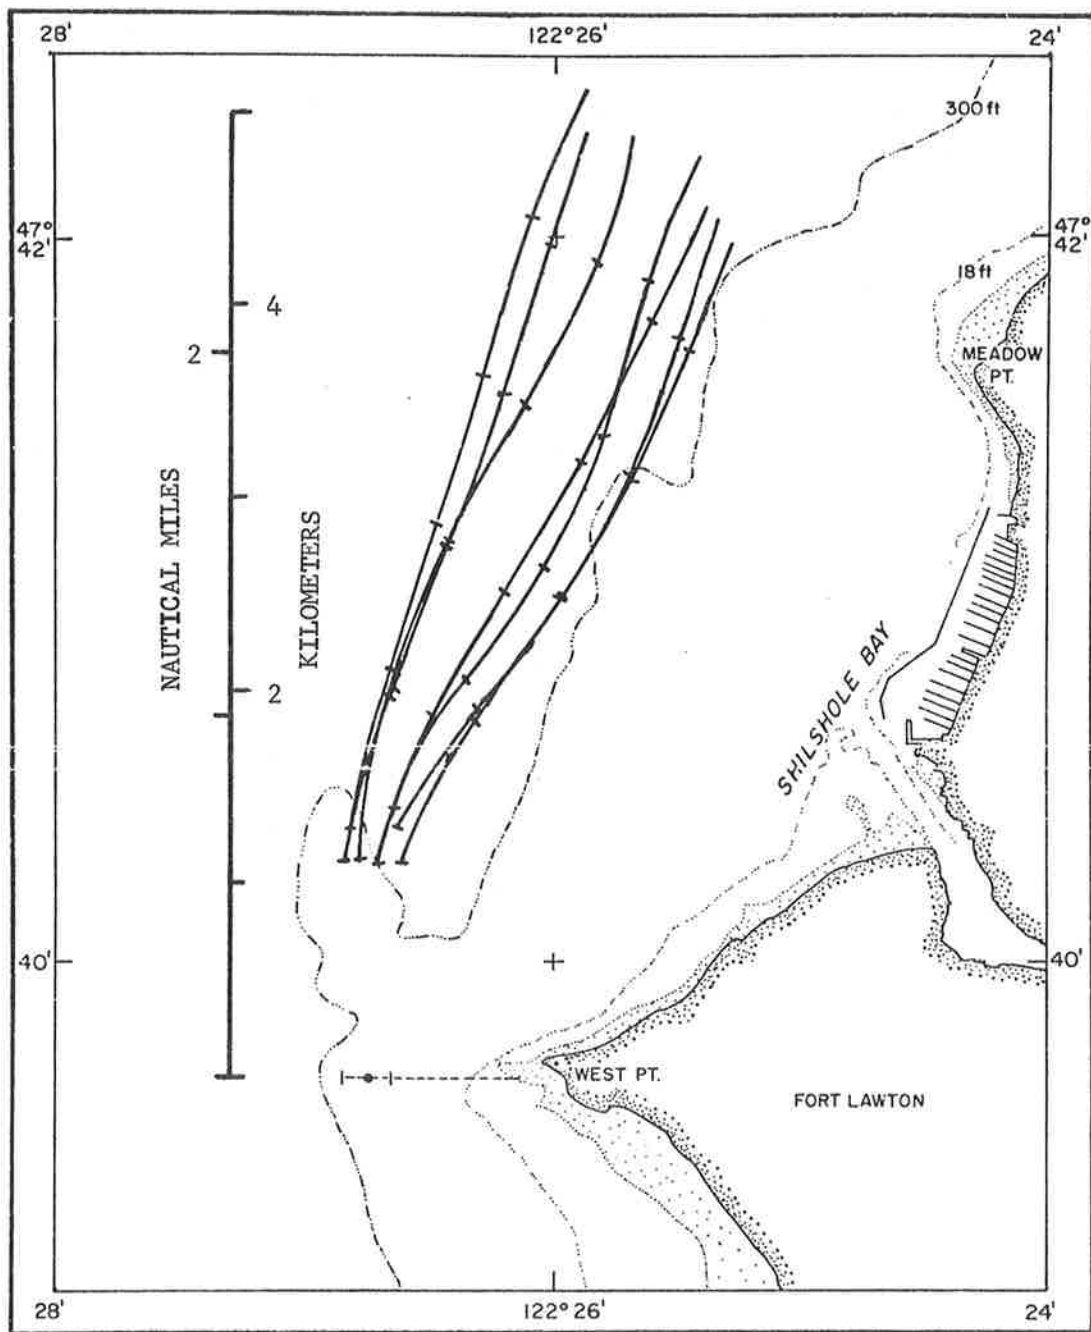 28'
122° 26'
24'
300 ft
47°
42'
47°
42'
18 ft
4
2
MEADOW
PT.
NAUTICAL MILES
KILOMETERS
2
SHILSHOLE BAY
40'
40'
WEST PT.
FORT LAWTON
28'
122° 26'
24'